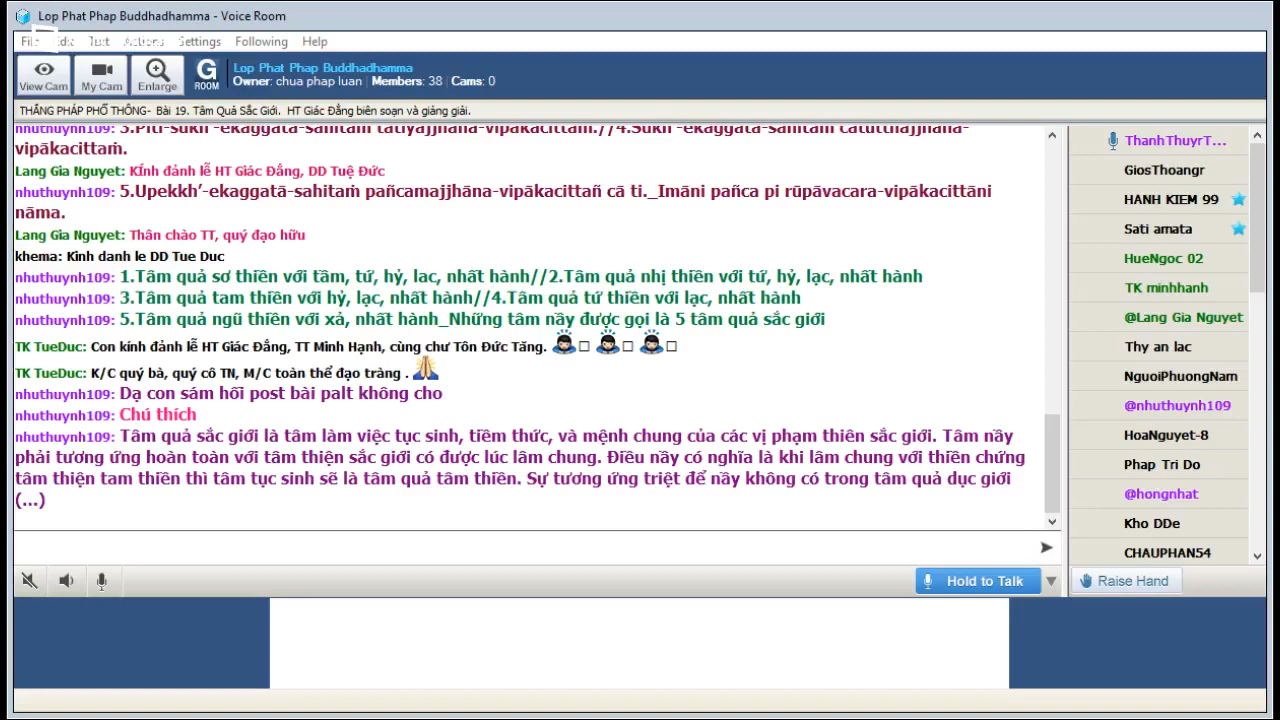 Lop Phat Phap Buddhadhamma - Voice Room
Text Actions Settings Following Help
View Cam My Cam Enlarge G ROOM
Lop Phat Phap Buddhadhamma
Owner: chua phap luan Members: 38 Cams: 0
THẮNG PHÁP PHỔ THÔNG- Bài 19. Tâm Quả Sắc Giới. HT Giác Đẳng biên soạn và giảng giải.
vipākacittaṁ.
Lang Gia Nguyet: KÍnh đảnh lễ HT Giác Đẳng, DD Tuệ Đức
nhuthuynh109: 5.Upekkh’-ekaggatā-sahitaṁ pañcamajjhāna-vipākacittañ cā ti._Imāni pañca pi rūpāvacara-vipākacittāni
nāma.
Lang Gia Nguyet: Thân chào TT, quý đạo hữu
khema: Kinh danh le DD Tue Duc
nhuthuynh109: 1.Tâm quả sơ thiền với tầm, tứ, hỷ, lac, nhất hành//2.Tâm quả nhị thiền với tứ, hỷ, lạc, nhất hành
nhuthuynh109: 3.Tâm quả tam thiền với hỷ, lạc, nhất hành//4.Tâm quả tứ thiền với lạc, nhất hành
nhuthuynh109: 5.Tâm quả ngũ thiền với xả, nhất hành_Những tâm nầy được gọi là 5 tâm quả sắc giới
TK TueDuc: Con kính đảnh lễ HT Giác Đẳng, TT Minh Hạnh, cùng chư Tôn Đức Tăng.
TK TueDuc: K/C quý bà, quý cô TN, M/C toàn thể đạo tràng .
nhuthuynh109: Dạ con sám hối post bài palt không cho
nhuthuynh109: Chú thích
nhuthuynh109: Tâm quả sắc giới là tâm làm việc tục sinh, tiềm thức, và mệnh chung của các vị phạm thiên sắc giới. Tâm nầy
phải tương ứng hoàn toàn với tâm thiện sắc giới có được lúc lâm chung. Điều nầy có nghĩa là khi lâm chung với thiền chứng
tâm thiện tam thiền thì tâm tục sinh sẽ là tâm quả tâm thiền. Sự tương ứng triệt để nầy không có trong tâm quả dục giới
(...)
ThanhThuyrT...
GiosThoangr
HANH KIEM 99
Sati amata
HueNgoc 02
TK minhhanh
@Lang Gia Nguyet
Thy an lac
NguoiPhuongNam
@nhuthuynh109
HoaNguyet-8
Phap Tri Do
@hongnhat
Kho DDe
CHAUPHAN54
Hold to Talk
Raise Hand